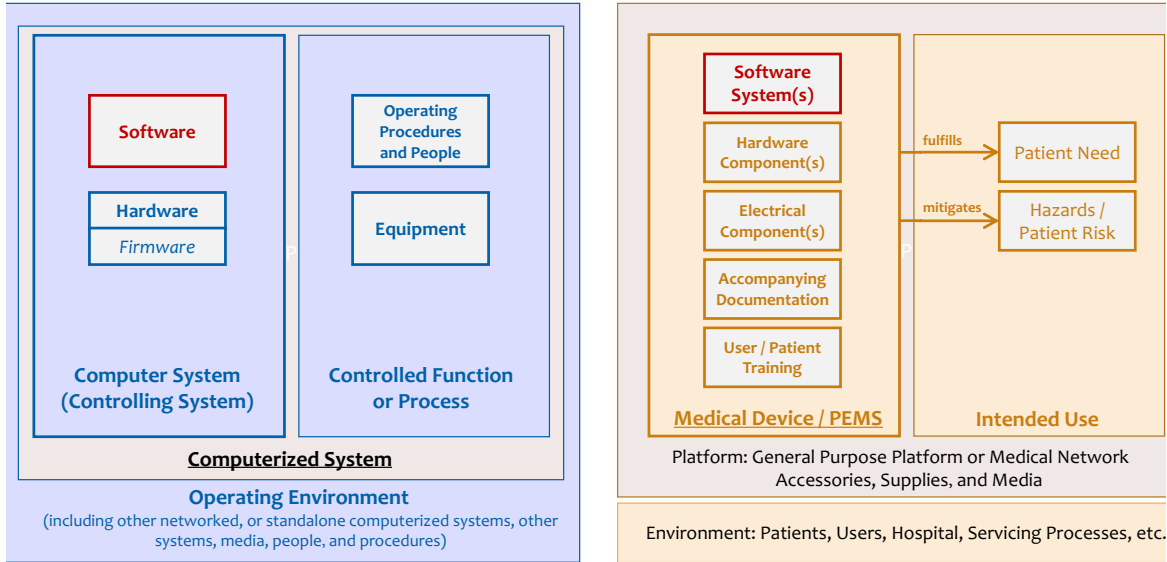 Software
Hardware
Firmware
Computer System
(Controlling System)
Operating
Procedures
and People
Equipment
Controlled Function
or Process
Computerized System
Operating Environment
(including other networked, or standalone computerized systems, other
systems, media, people, and procedures)
Software
System(s)
Hardware
Component(s)
Electrical
Component(s)
Accompanying
Documentation
User / Patient
Training
Medical Device / PEMS
fulfills
mitigates
Patient Need
Hazards /
Patient Risk
Intended Use
Platform: General Purpose Platform or Medical Network
Accessories, Supplies, and Media
Environment: Patients, Users, Hospital, Servicing Processes, etc.